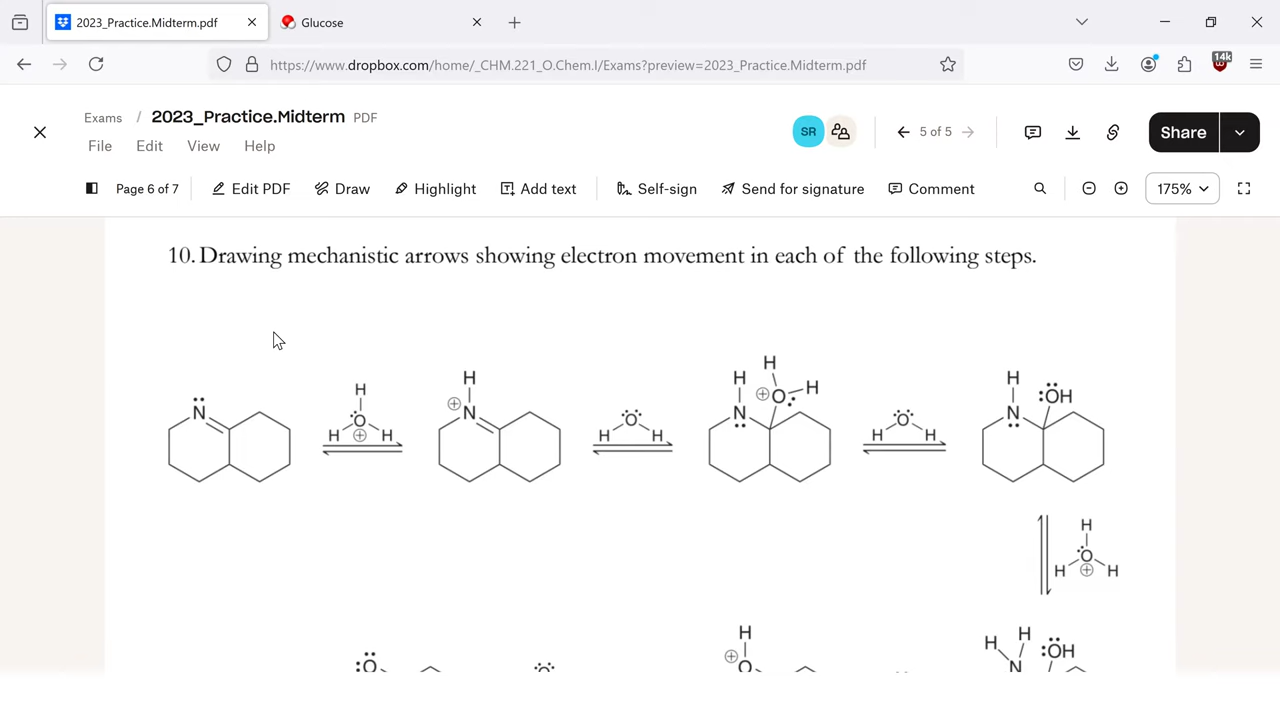 2023_Practice.Midterm.pdf
Glucose
https://www.dropbox.com/home/_CHM.221_O.Chem.I/Exams?preview=2023_Practice.Midterm.pdf
14k
Exams / 2023_Practice.Midterm PDF
File Edit View Help
SR
5 of 5
Share
Page 6 of 7
Edit PDF
Draw
Highlight
Add text
Self-sign
Send for signature
Comment
175%
10. Drawing mechanistic arrows showing electron movement in each of the following steps.
H H H H
H H H
N O N O N O H O N OH
H H H H H H
H
O
H H
H H H
O O N OH